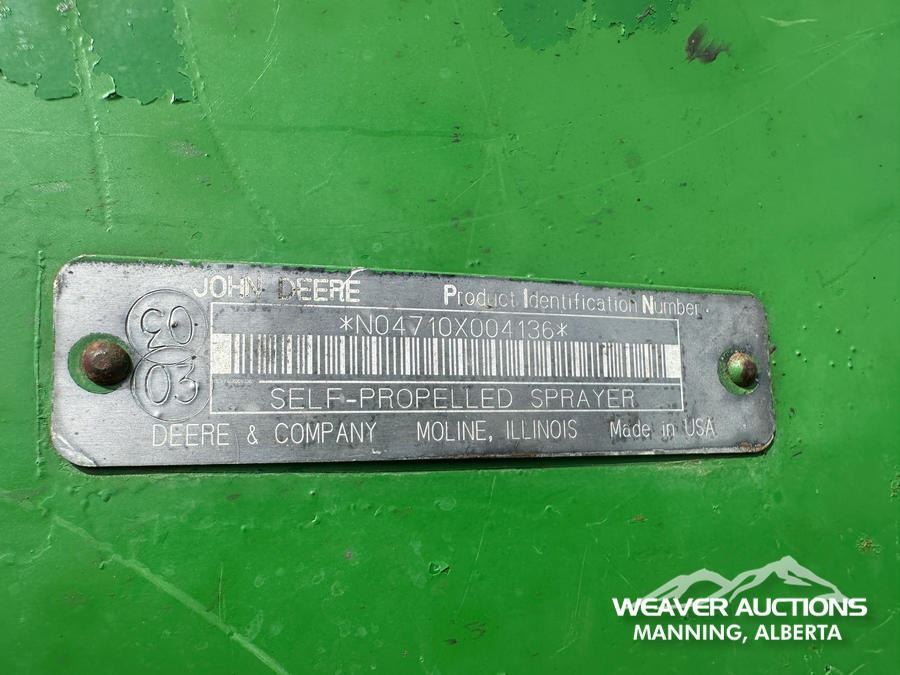 JOHN DEERE Product Identification Number
*N04710X004136*
03
03
SELF-PROPELLED SPRAYER
DEERE & COMPANY MOLINE, ILLINOIS Made in USA
WEAVER AUCTIONS
MANNING, ALBERTA